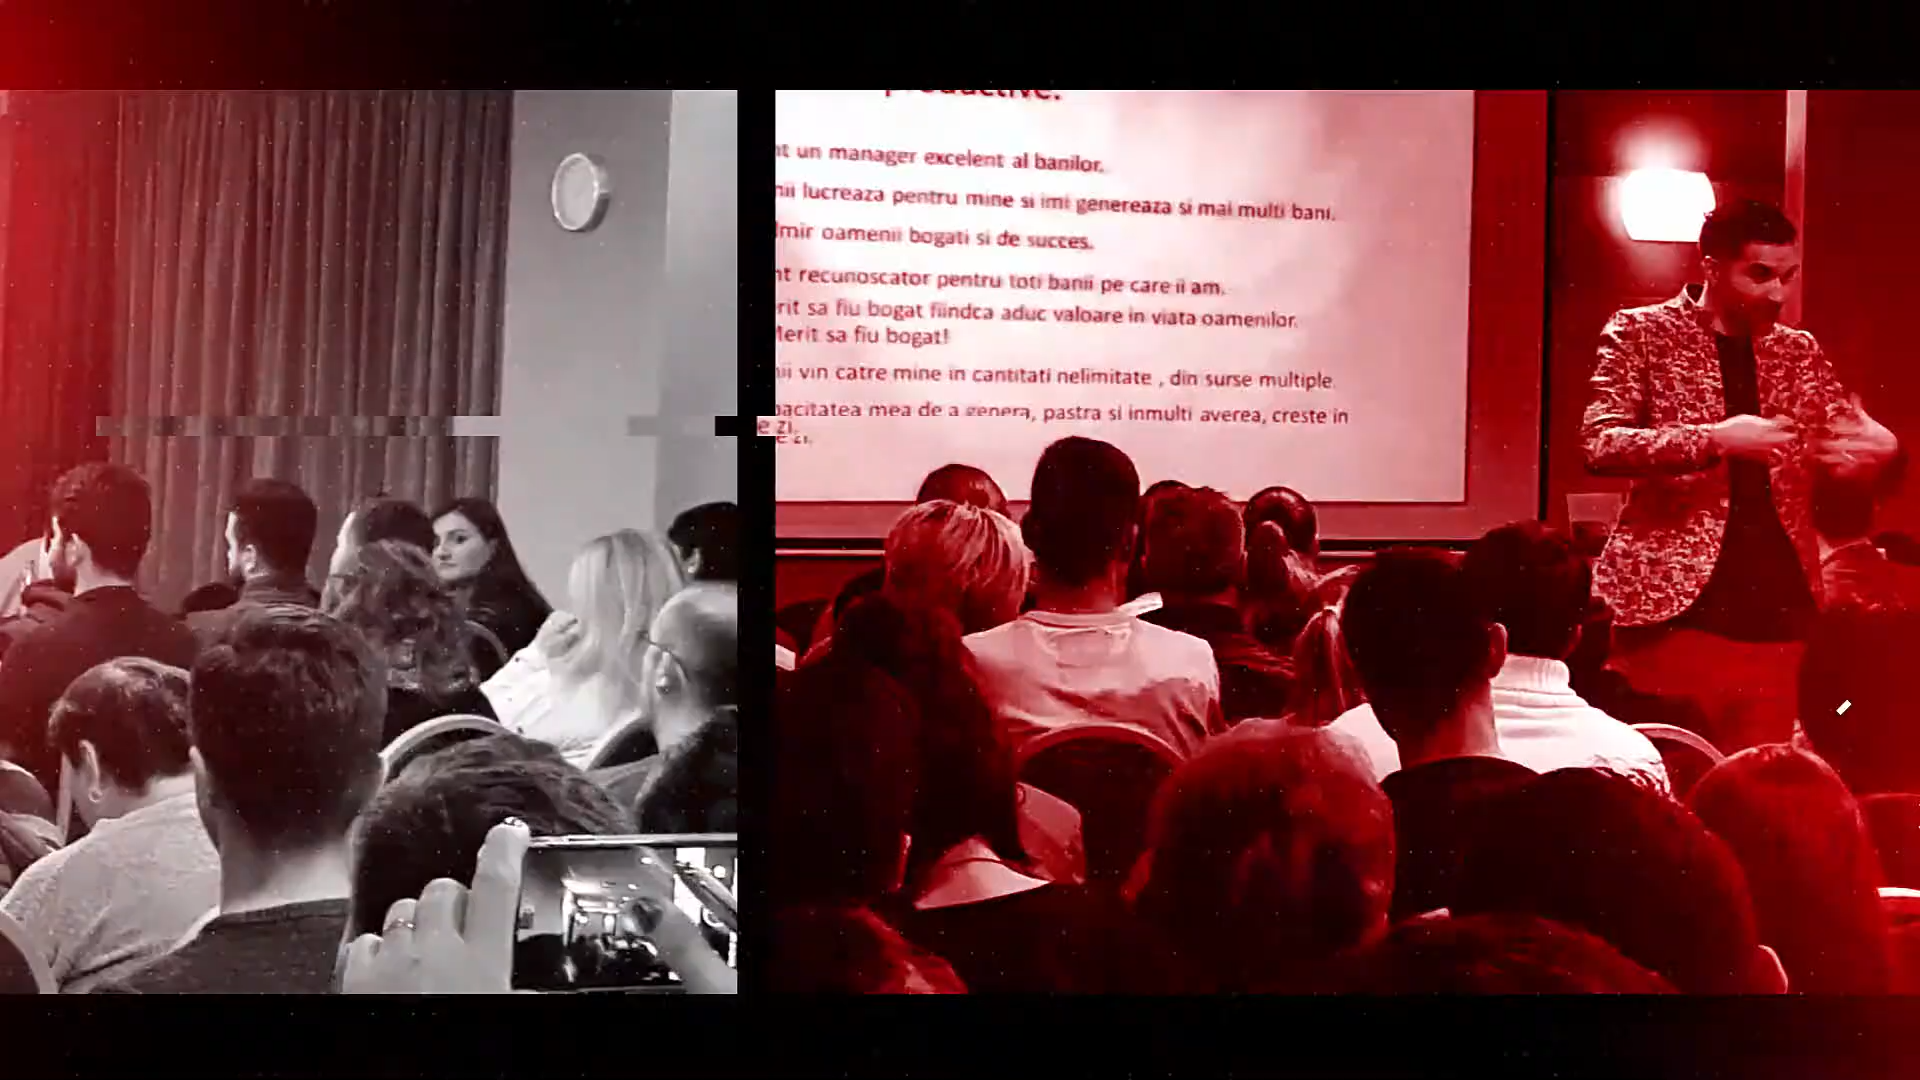 un manager excelent al banilor.
lucreaza pentru mine si imi genereaza si mai multi bani.
oamenii bogati si de succes.
recunoscator pentru toti banii pe care ii am.
sa fiu bogat fiindca aduc valoare in viata oamenilor.
sa fiu bogat!
vin catre mine in cantitati nelimitate , din surse multiple.
mea de a genera, pastra si inmulti averea, creste in
e zi.